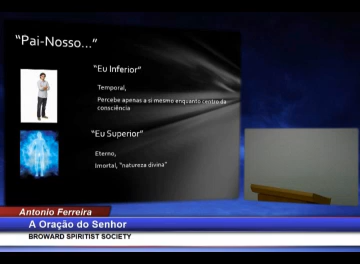 “Pai-Nosso...”
“Eu Inferior”
Temporal,
Percebe apenas a si mesmo enquanto centro da
consciência
“Eu Superior”
Eterno,
Imortal, “natureza divina”
Antonio Ferreira
A Oração do Senhor
BROWARD SPIRITIST SOCIETY